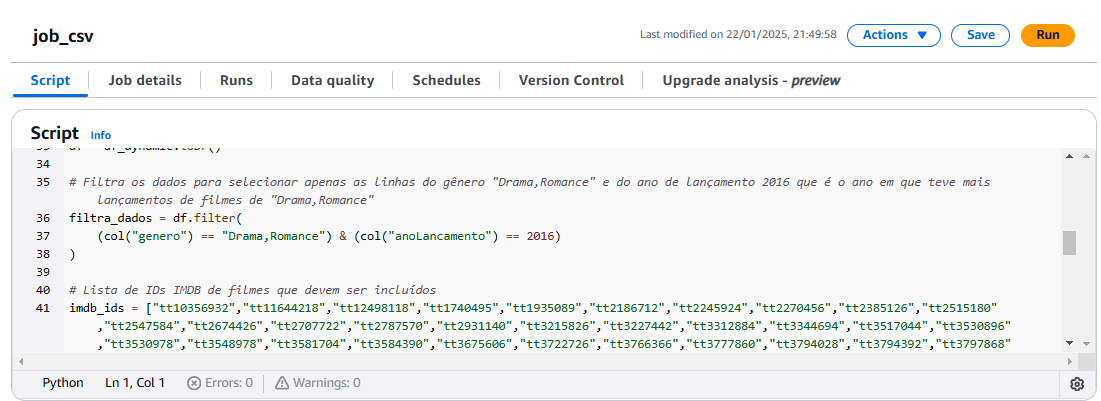 job_csv
Last modified on 22/01/2025, 21:49:58
Actions
Save
Run
Script
Job details
Runs
Data quality
Schedules
Version Control
Upgrade analysis - preview
Script Info
34
35 # Filtra os dados para selecionar apenas as linhas do gênero "Drama,Romance" e do ano de lançamento 2016 que é o ano em que teve mais
lançamentos de filmes de "Drama,Romance"
36 filtra_dados = df.filter(
37 (col("genero") == "Drama,Romance") & (col("anoLancamento") == 2016)
38 )
39
40 # Lista de IDs IMDB de filmes que devem ser incluídos
41 imdb_ids = ["tt10356932","tt11644218","tt12498118","tt1740495","tt1935089","tt2186712","tt2245924","tt2270456","tt2385126","tt2515180"
,"tt2547584","tt2674426","tt2707722","tt2787570","tt2931140","tt3215826","tt3227442","tt3312884","tt3344694","tt3517044","tt3530896"
,"tt3530978","tt3548978","tt3581704","tt3584390","tt3675606","tt3722726","tt3766366","tt3777860","tt3794028","tt3794392","tt3797868"
Python Ln 1, Col 1 Errors: 0 Warnings: 0